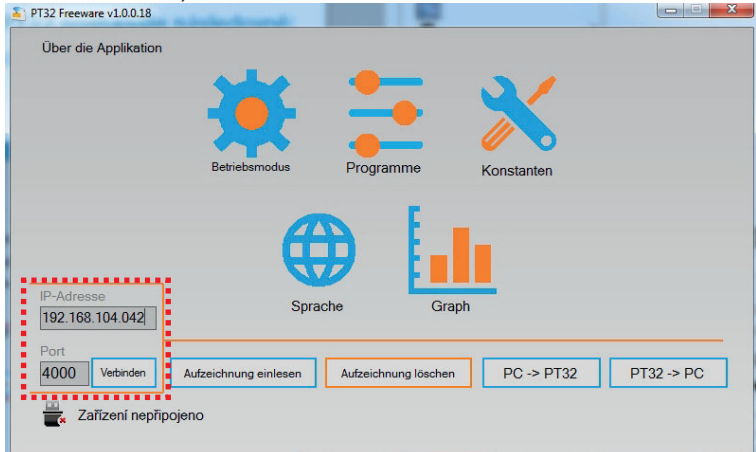 PT32 Freeware v1.0.0.18
Über die Applikation
Betriebsmodus
Programme
Konstanten
Sprache
Graph
IP-Adresse
192.168.104.042
Port
4000
Verbinden
Aufzeichnung einlesen
Aufzeichnung löschen
PC -> PT32
PT32 -> PC
Zařízení nepřipojeno